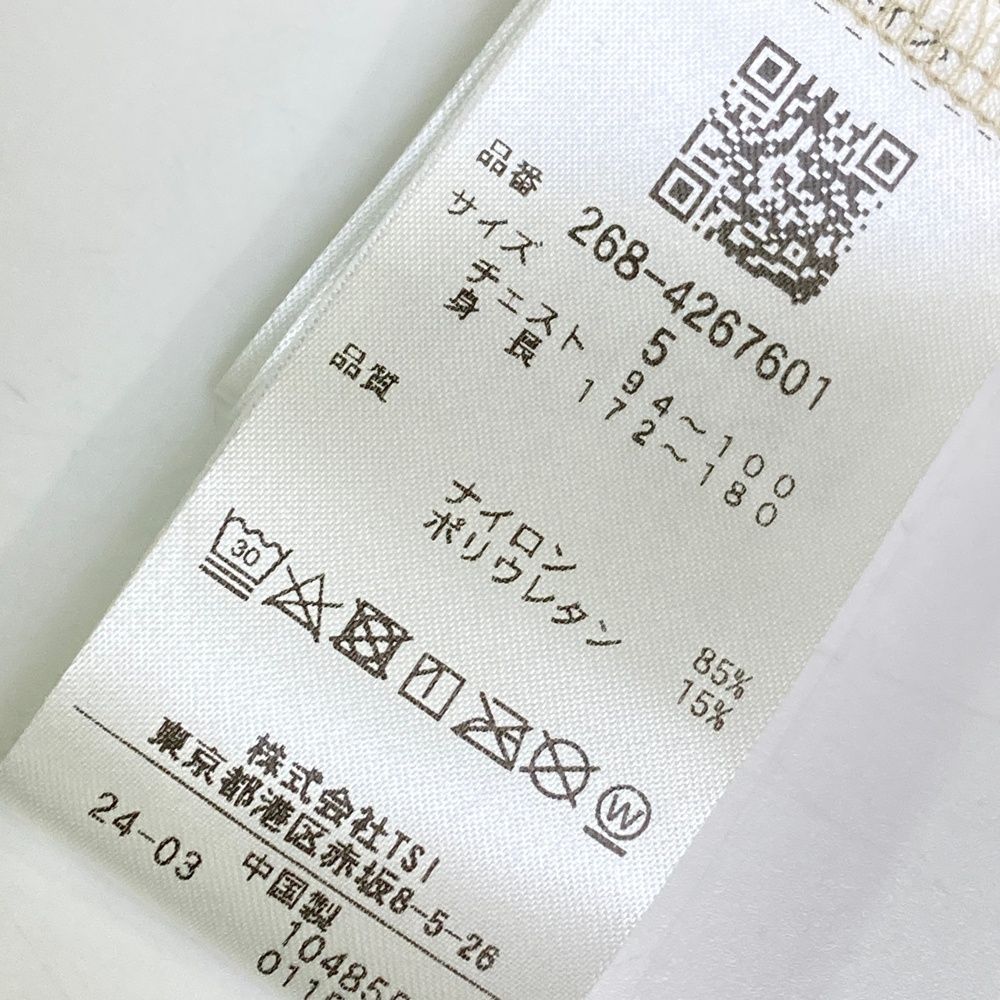 品番 268-4267601
サイズ 5
チェスト 94～100
身長 172～180
品質
ナイロン 85%
ポリウレタン 15%
30
W
株式会社TSI
東京都港区赤坂8-5-26
24-03 中国製